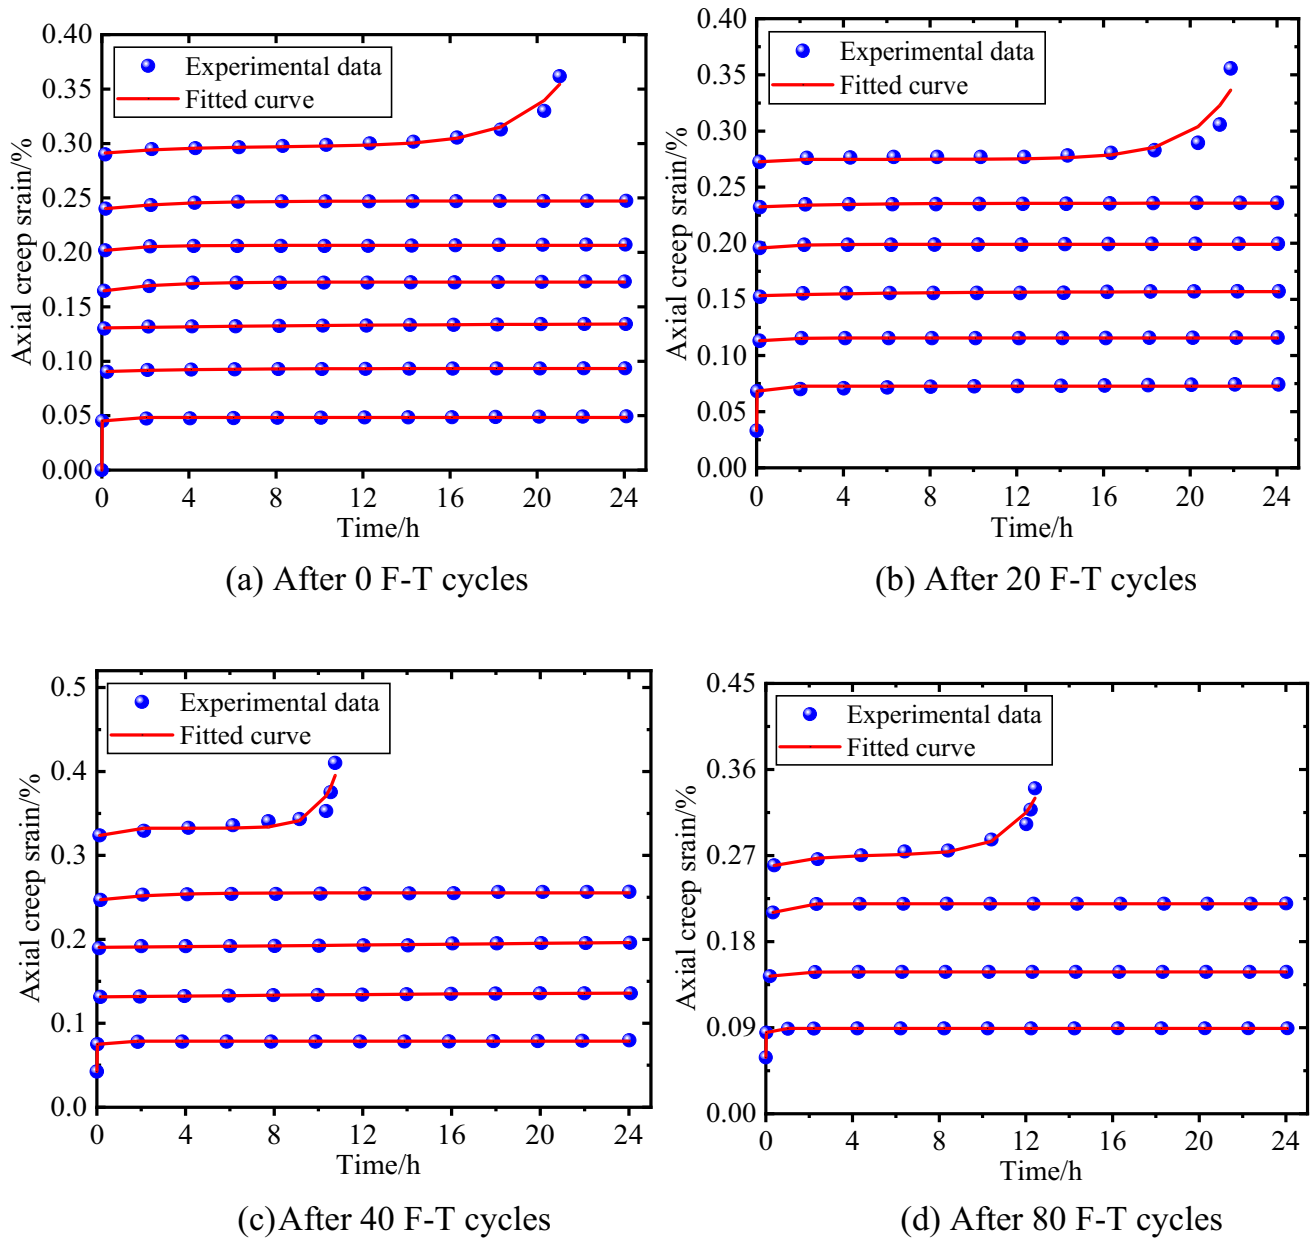 0.40
0.35
0.30
0.25
0.20
0.15
0.10
0.05
0.00
Axial creep srain/%
Experimental data
Fitted curve
0 4 8 12 16 20 24
Time/h
(a) After 0 F-T cycles
0.40
0.35
0.30
0.25
0.20
0.15
0.10
0.05
0.00
Axial creep srain/%
Experimental data
Fitted curve
0 4 8 12 16 20 24
Time/h
(b) After 20 F-T cycles
0.5
0.4
0.3
0.2
0.1
0.0
Axial creep srain/%
Experimental data
Fitted curve
0 4 8 12 16 20 24
Time/h
(c)After 40 F-T cycles
0.45
0.36
0.27
0.18
0.09
0.00
Axial creep srain/%
Experimental data
Fitted curve
0 4 8 12 16 20 24
Time/h
(d) After 80 F-T cycles